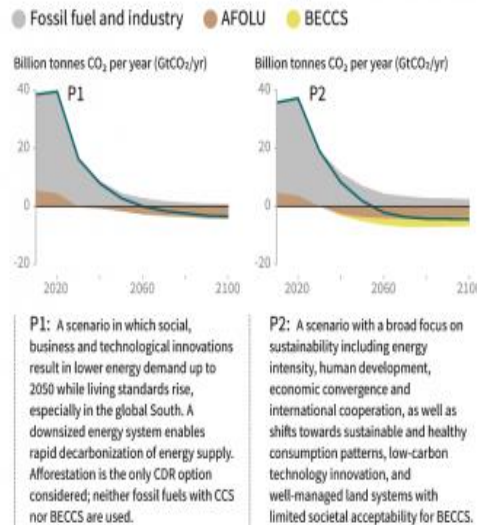 Fossil fuel and industry AFOLU BECCS
Billion tonnes CO₂ per year (GtCO₂/yr)
40
P1
20
0
-20
2020 2060 2100
Billion tonnes CO₂ per year (GtCO₂/yr)
40
P2
20
0
-20
2020 2060 2100
P1: A scenario in which social,
business and technological innovations
result in lower energy demand up to
2050 while living standards rise,
especially in the global South. A
downsized energy system enables
rapid decarbonization of energy supply.
Afforestation is the only CDR option
considered; neither fossil fuels with CCS
nor BECCS are used.
P2: A scenario with a broad focus on
sustainability including energy
intensity, human development,
economic convergence and
international cooperation, as well as
shifts towards sustainable and healthy
consumption patterns, low-carbon
technology innovation, and
well-managed land systems with
limited societal acceptability for BECCS.